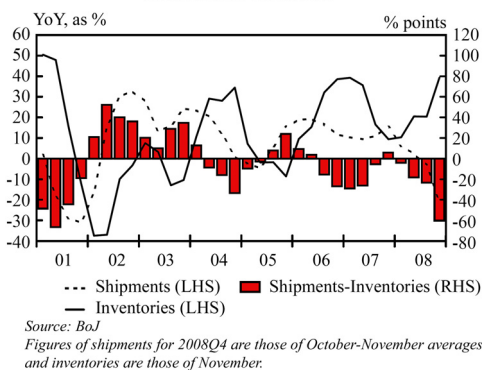 YoY, as %
% points
60
50
40
30
20
10
0
-10
-20
-30
-40
120
100
80
60
40
20
0
-20
-40
-60
-80
01 02 03 04 05 06 07 08
Shipments (LHS)
Shipments-Inventories (RHS)
Inventories (LHS)
Source: BoJ
Figures of shipments for 2008Q4 are those of October-November averages
and inventories are those of November.